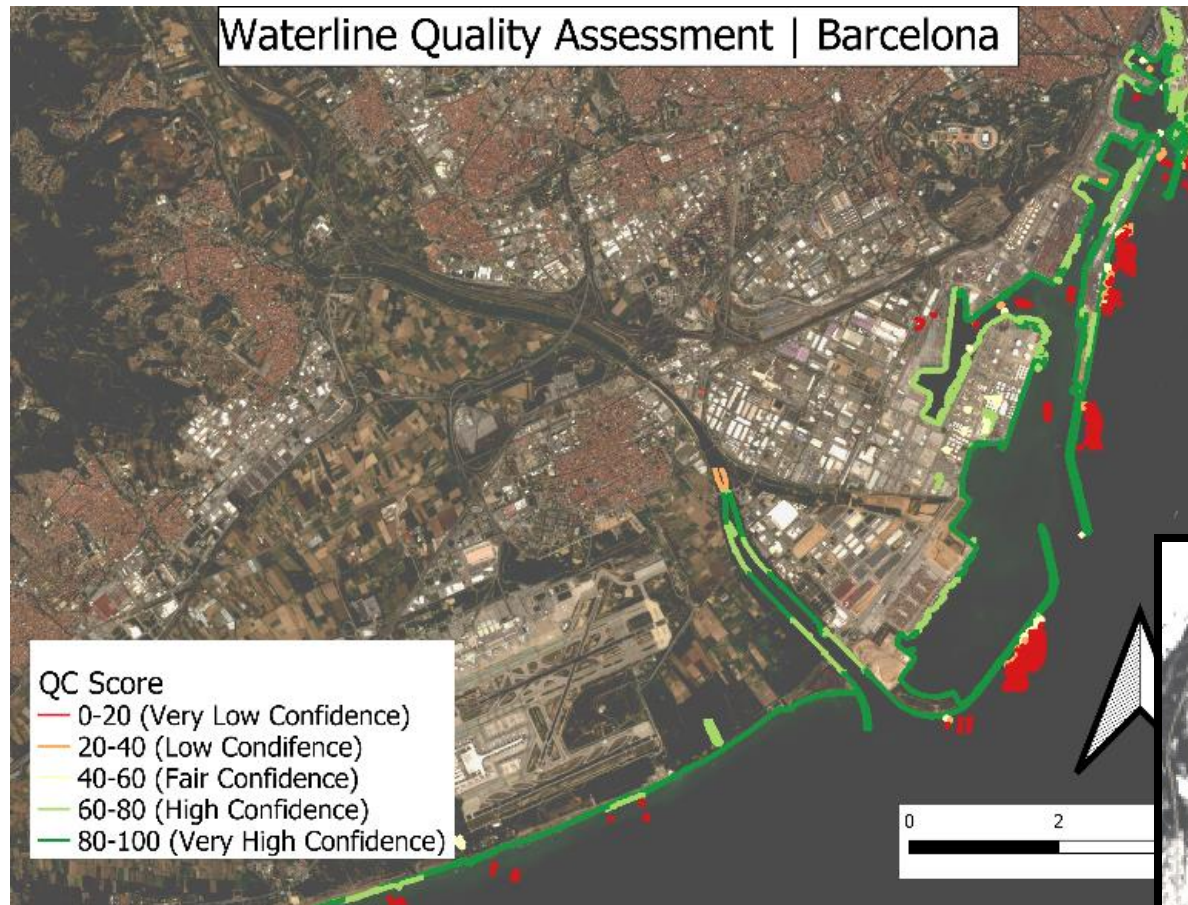 Waterline Quality Assessment | Barcelona
QC Score
0-20 (Very Low Confidence)
20-40 (Low Condifence)
40-60 (Fair Confidence)
60-80 (High Confidence)
80-100 (Very High Confidence)
0 2